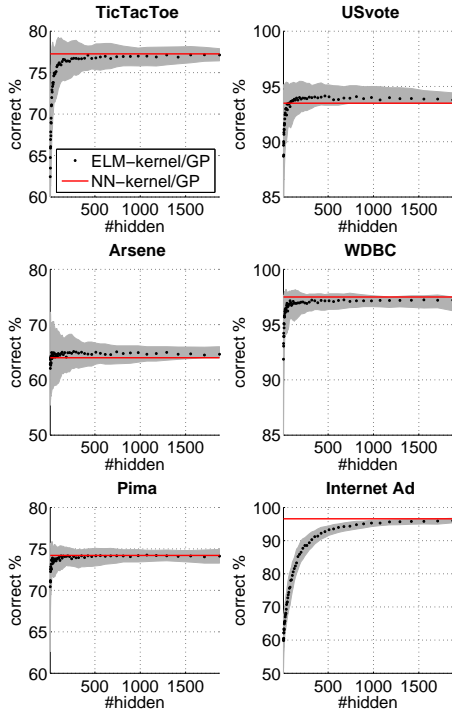 TicTacToe
80
75
70
65
60
correct %
ELM−kernel/GP
NN−kernel/GP
500 1000 1500
#hidden
USvote
100
95
90
85
correct %
500 1000 1500
#hidden
Arsene
80
70
60
50
correct %
500 1000 1500
#hidden
WDBC
100
95
90
85
correct %
500 1000 1500
#hidden
Pima
80
75
70
65
60
correct %
500 1000 1500
#hidden
Internet Ad
100
90
80
70
60
50
correct %
500 1000 1500
#hidden